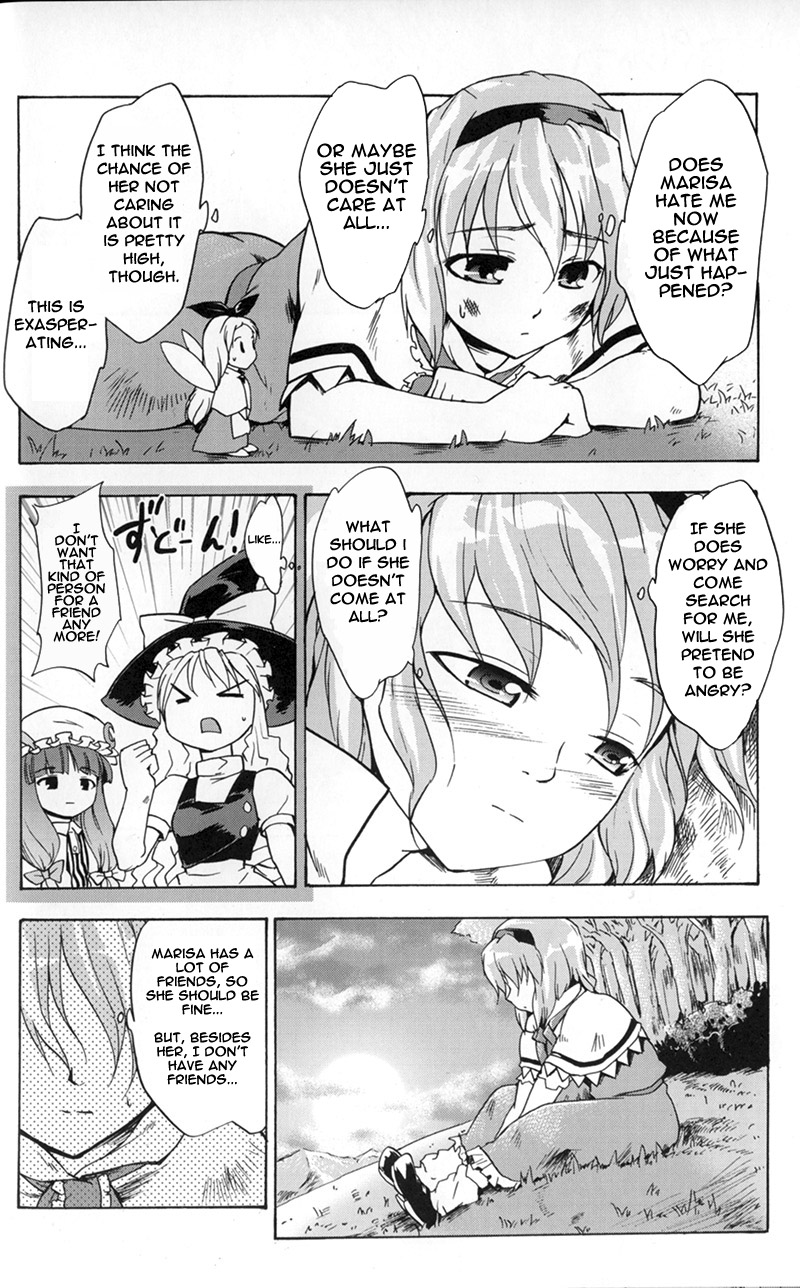 DOES
MARISA
HATE ME
NOW
BECAUSE
OF WHAT
JUST HAP-
PENED?
OR MAYBE
SHE JUST
DOESN'T
CARE AT
ALL...
I THINK THE
CHANCE OF
HER NOT
CARING
ABOUT IT
IS PRETTY
HIGH,
THOUGH.
THIS IS
EXASPER-
ATING...
IF SHE
DOES
WORRY AND
COME
SEARCH
FOR ME,
WILL SHE
PRETEND
TO BE
ANGRY?
WHAT
SHOULD I
DO IF SHE
DOESN'T
COME AT
ALL?
LIKE...
ずどーん!
I
DON'T
WANT
THAT
KIND OF
PERSON
FOR A
FRIEND
ANY
MORE!
MARISA HAS A
LOT OF
FRIENDS, SO
SHE SHOULD BE
FINE...
BUT, BESIDES
HER, I DON'T
HAVE ANY
FRIENDS...